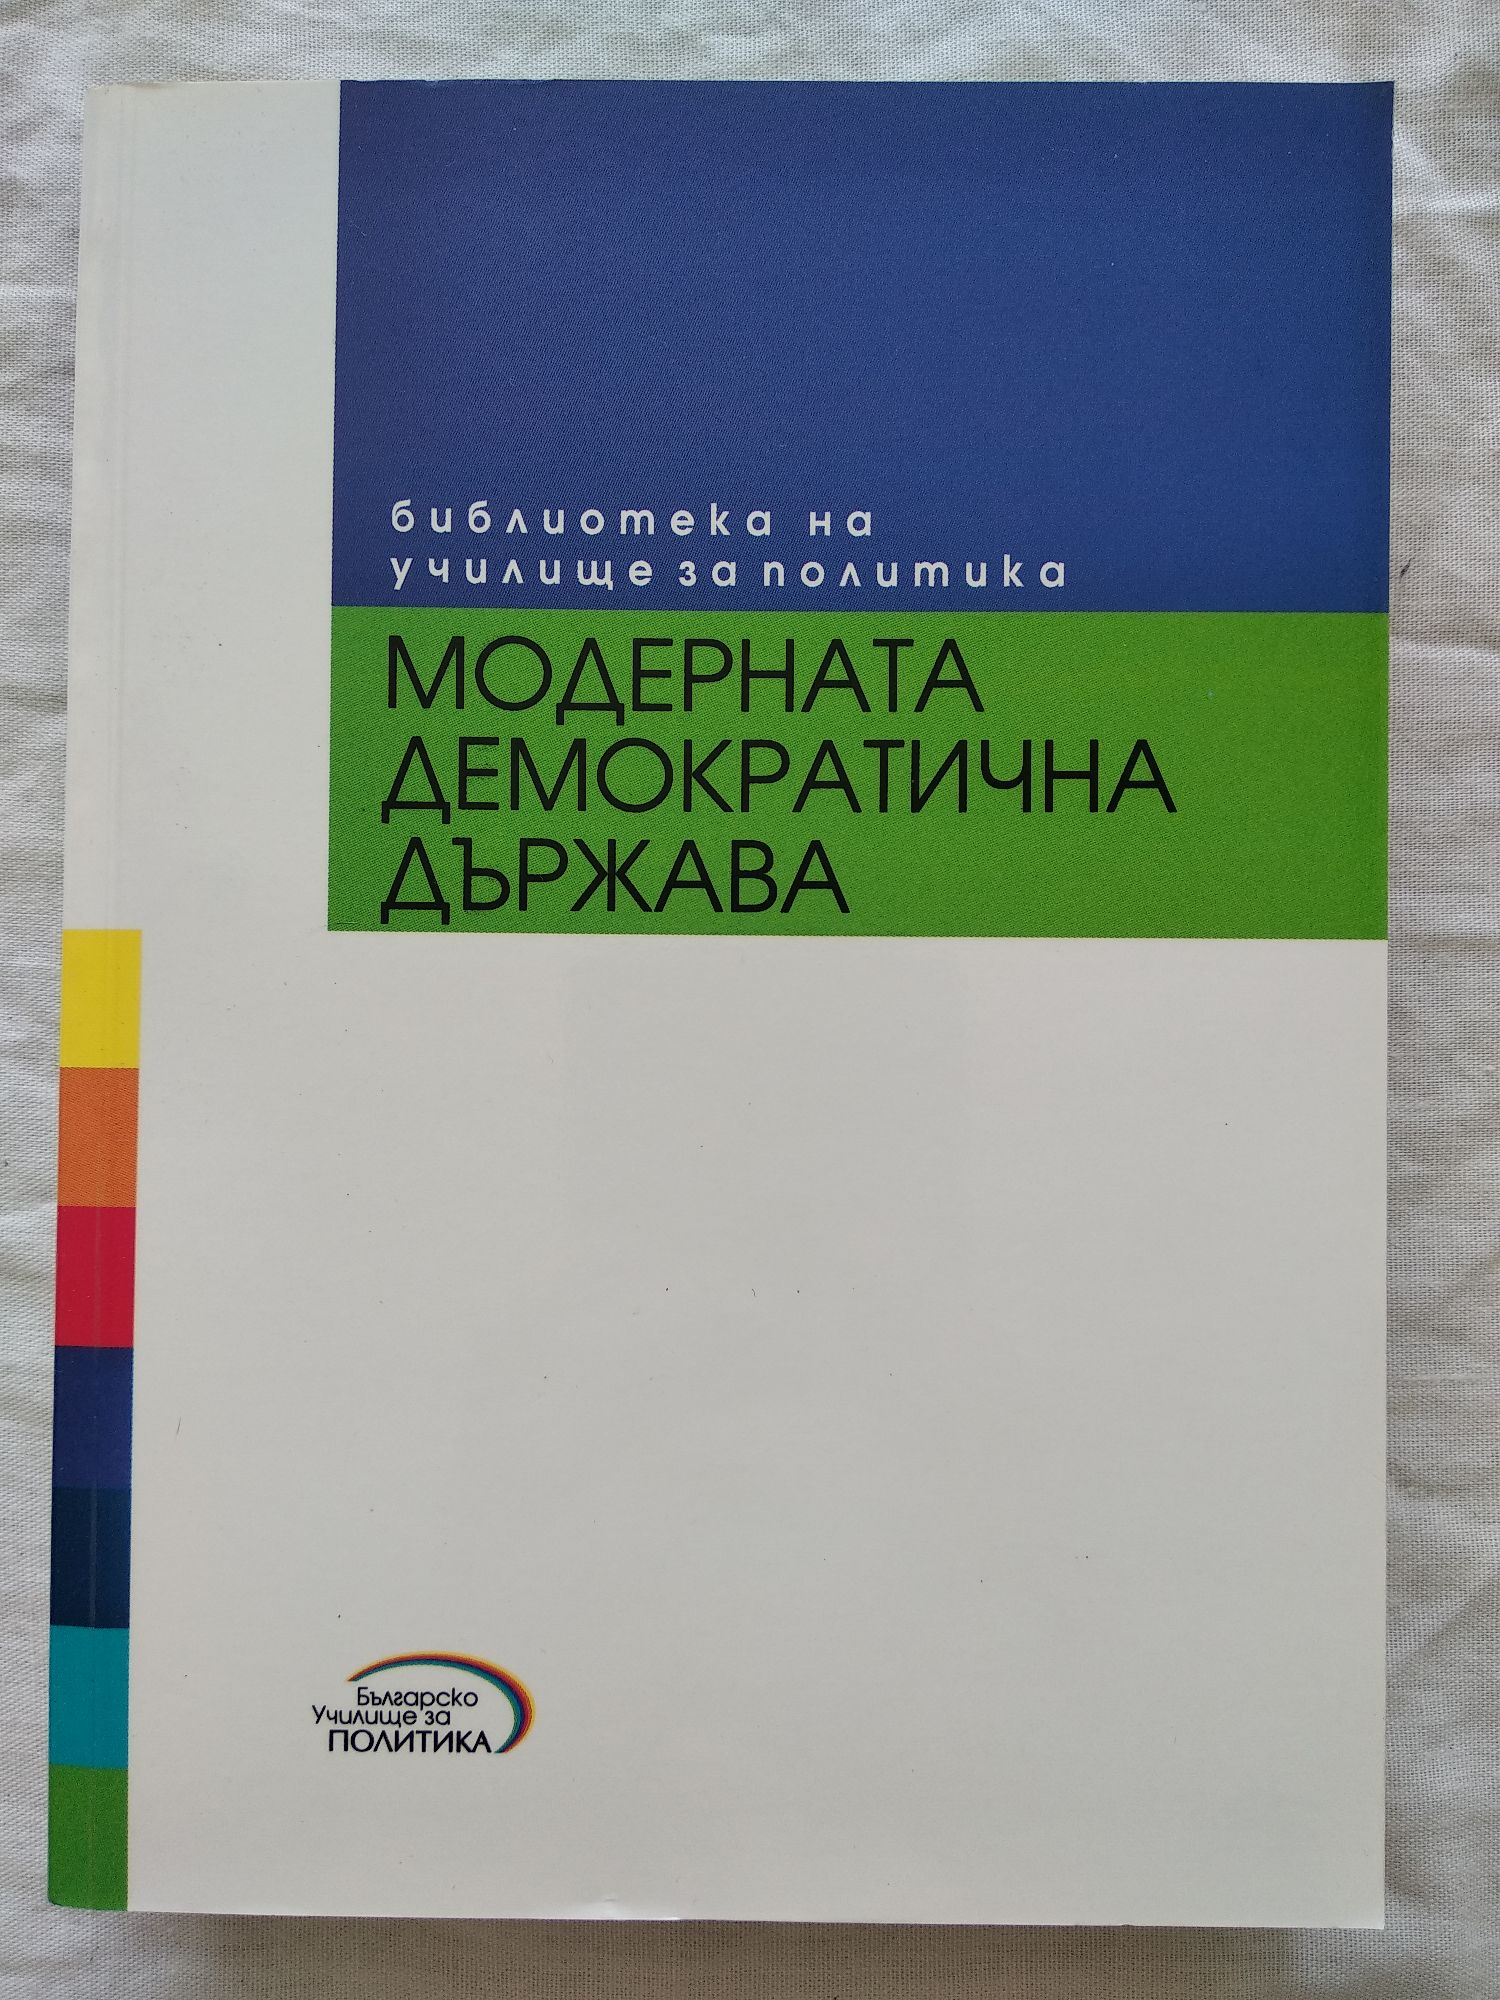 библиотека на
училище за политика
МОДЕРНАТА
ДЕМОКРАТИЧНА
ДЪРЖАВА
Българско
Училище за
ПОЛИТИКА